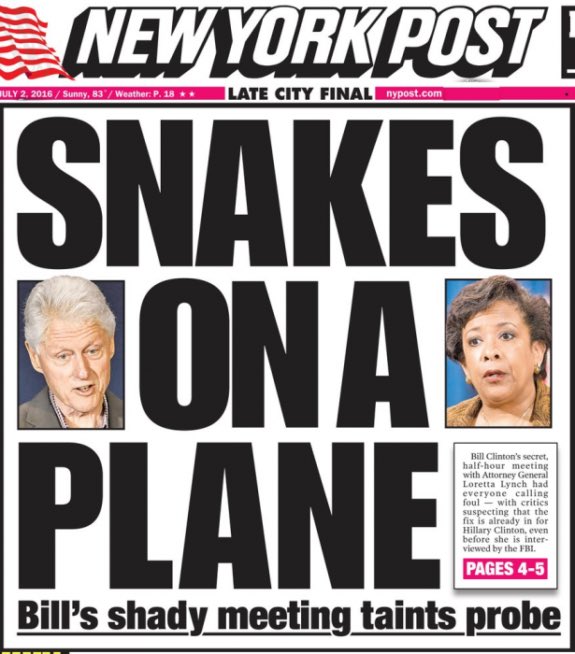 NEW YORK POST
JULY 2, 2016 / Sunny, 83° / Weather: P. 18 ★★ LATE CITY FINAL nypost.com
SNAKES
ON A
PLANE
Bill Clinton's secret,
half-hour meeting
with Attorney General
Loretta Lynch had
everyone calling
foul — with critics
suspecting that the
fix is already in for
Hillary Clinton, even
before she is inter-
viewed by the FBI.
PAGES 4-5
Bill's shady meeting taints probe